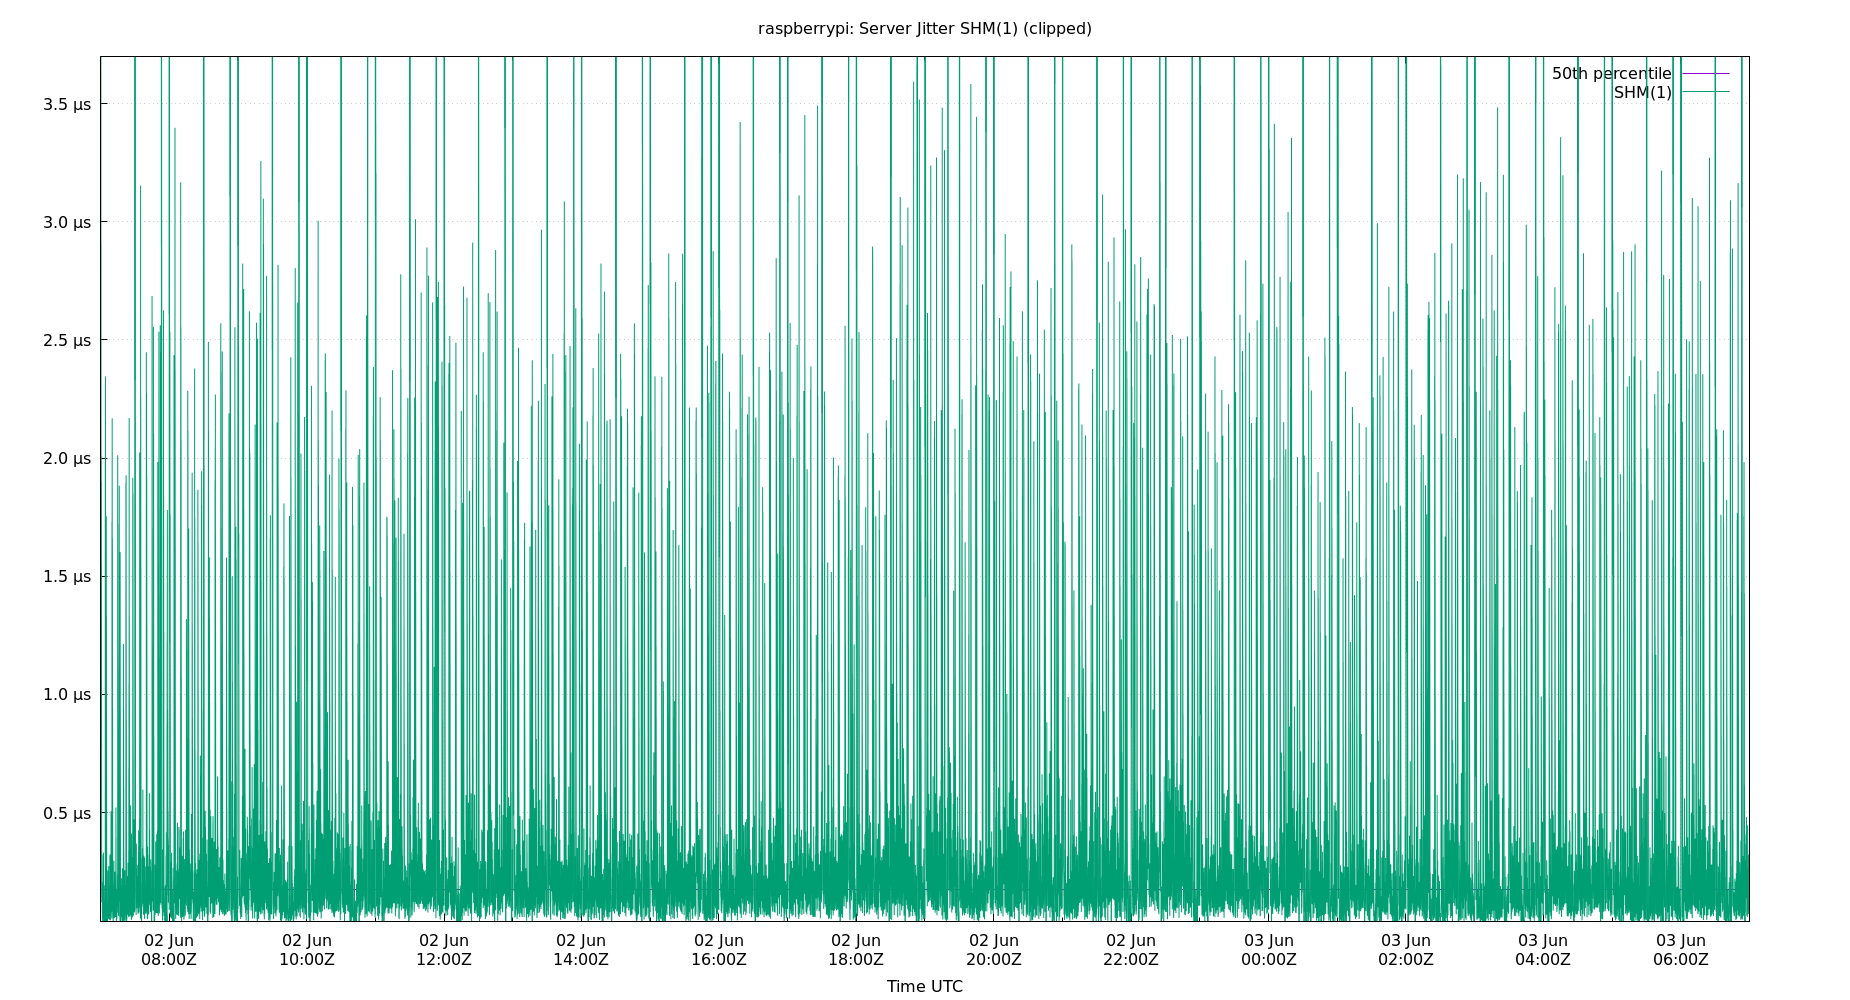 raspberrypi: Server Jitter SHM(1) (clipped)
50th percentile
SHM(1)
3.5 µs
3.0 µs
2.5 µs
2.0 µs
1.5 µs
1.0 µs
0.5 µs
02 Jun 02 Jun 02 Jun 02 Jun 02 Jun 02 Jun 02 Jun 02 Jun 03 Jun 03 Jun 03 Jun 03 Jun
08:00Z 10:00Z 12:00Z 14:00Z 16:00Z 18:00Z 20:00Z 22:00Z 00:00Z 02:00Z 04:00Z 06:00Z
Time UTC